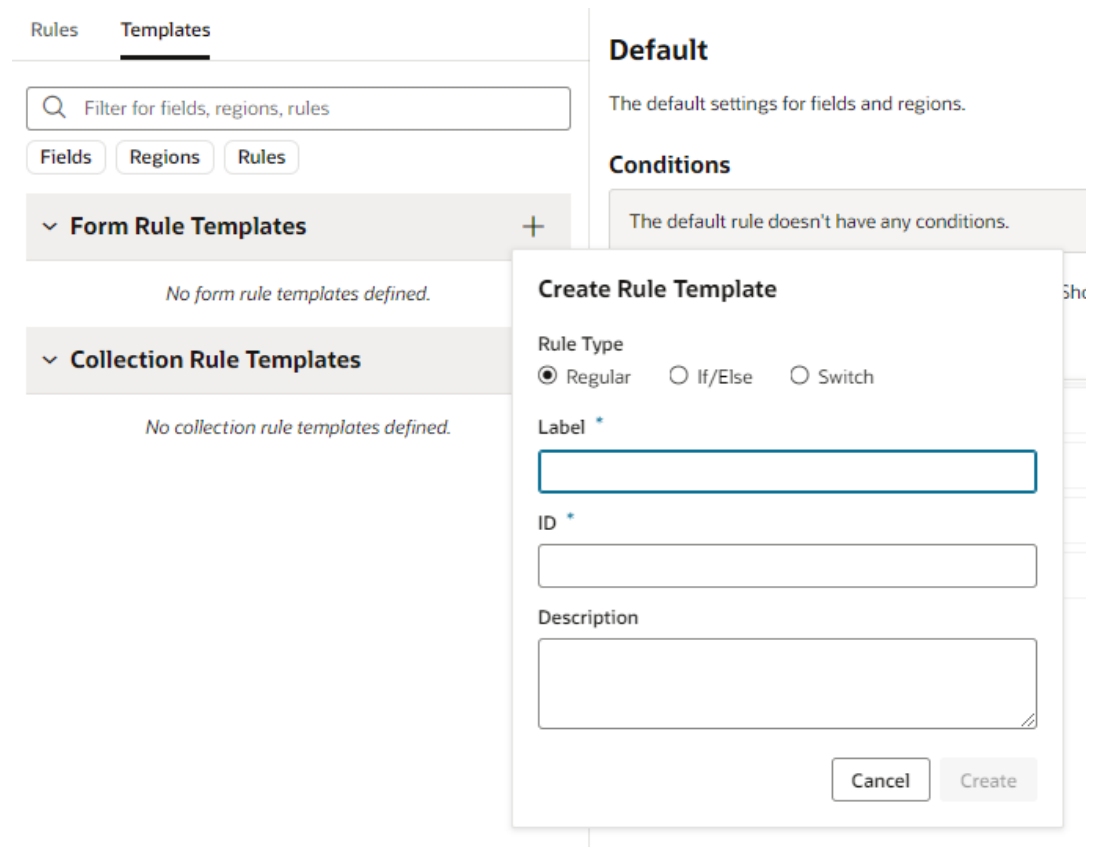 Rules Templates
Filter for fields, regions, rules
Fields Regions Rules
Form Rule Templates
No form rule templates defined.
Collection Rule Templates
No collection rule templates defined.
Default
The default settings for fields and regions.
Conditions
The default rule doesn't have any conditions.
Create Rule Template
Rule Type
Regular If/Else Switch
Label *
ID *
Description
Cancel Create